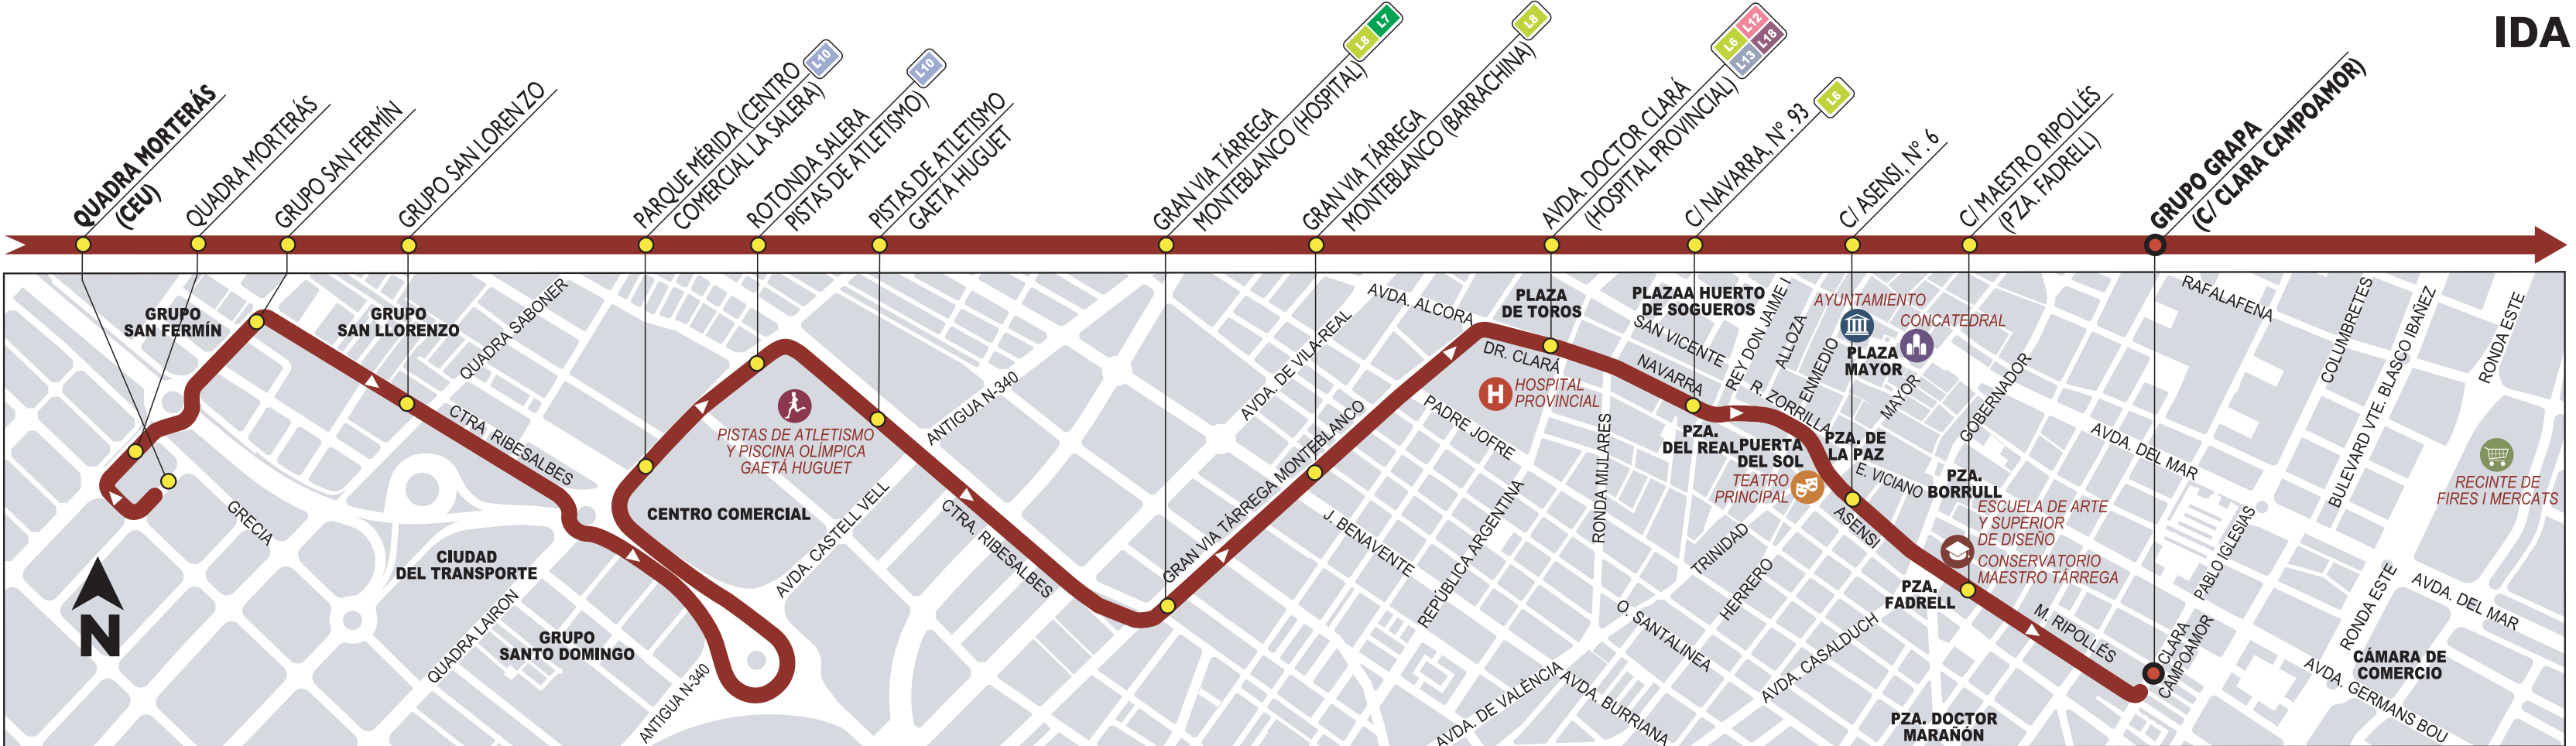 IDA
QUADRA MORTERÁS
(CEU)
QUADRA MORTERÁS
GRUPO SAN FERMÍN
GRUPO SAN LORENZO
PARQUE MÉRIDA (CENTRO
COMERCIAL LA SALERA)
L10
ROTONDA SALERA
PISTAS DE ATLETISMO)
L10
PISTAS DE ATLETISMO
GAETÁ HUGUET
GRAN VIA TÁRREGA
MONTEBLANCO (HOSPITAL)
L8 L7
GRAN VIA TÁRREGA
MONTEBLANCO (BARRACHINA)
L8
AVDA. DOCTOR CLARÁ
(HOSPITAL PROVINCIAL)
L6 L12
L13 L18
C/ NAVARRA, Nº. 93
L6
C/ ASENSI, Nº. 6
C/ MAESTRO RIPOLLÉS
(PZA. FADRELL)
GRUPO GRAPA
(C/ CLARA CAMPOAMOR)
GRUPO
SAN FERMÍN
GRUPO
SAN LLORENZO
QUADRA SABONER
CTRA. RIBESALBES
GRECIA
CIUDAD
DEL TRANSPORTE
QUADRA LAIRON
GRUPO
SANTO DOMINGO
ANTIGUA N-340
CENTRO COMERCIAL
PISTAS DE ATLETISMO
Y PISCINA OLÍMPICA
GAETÁ HUGUET
AVDA. CASTELL VELL
ANTIGUA N-340
CTRA. RIBESALBES
GRAN VIA TÁRREGA MONTEBLANCO
AVDA. DE VILA-REAL
AVDA. ALCORA
PLAZA
DE TOROS
DR. CLARÁ
H
HOSPITAL
PROVINCIAL
PADRE JOFRE
J. BENAVENTE
REPÚBLICA ARGENTINA
RONDA MIJLARES
PLAZAA HUERTO
DE SOGUEROS
SAN VICENTE
NAVARRA
REY DON JAIME I
ALLOZA
ENMEDIO
R. ZORRILLA
AYUNTAMIENTO
CONCATEDRAL
PLAZA
MAYOR
MAYOR
GOBERNADOR
PZA.
DEL REAL
PUERTA
DEL SOL
PZA. DE
LA PAZ
TEATRO
PRINCIPAL
E. VICIANO
PZA.
BORRULL
ASENSI
ESCUELA DE ARTE
Y SUPERIOR
DE DISEÑO
CONSERVATORIO
MAESTRO TÁRREGA
TRINIDAD
HERRERO
O. SANTALINEA
AVDA. DE VALÈNCIA
AVDA. BURRIANA
AVDA. CASALDUCH
PZA.
FADRELL
M. RIPOLLÉS
PZA. DOCTOR
MARAÑÓN
CLARA
CAMPOAMOR
PABLO IGLESIAS
AVDA. DEL MAR
RAFALAFENA
COLUMBRETES
BULEVARD VTE. BLASCO IBAÑEZ
RONDA ESTE
RECINTE DE
FIRES I MERCATS
RONDA ESTE
AVDA. DEL MAR
CÁMARA DE
COMERCIO
AVDA. GERMANS BOU
N